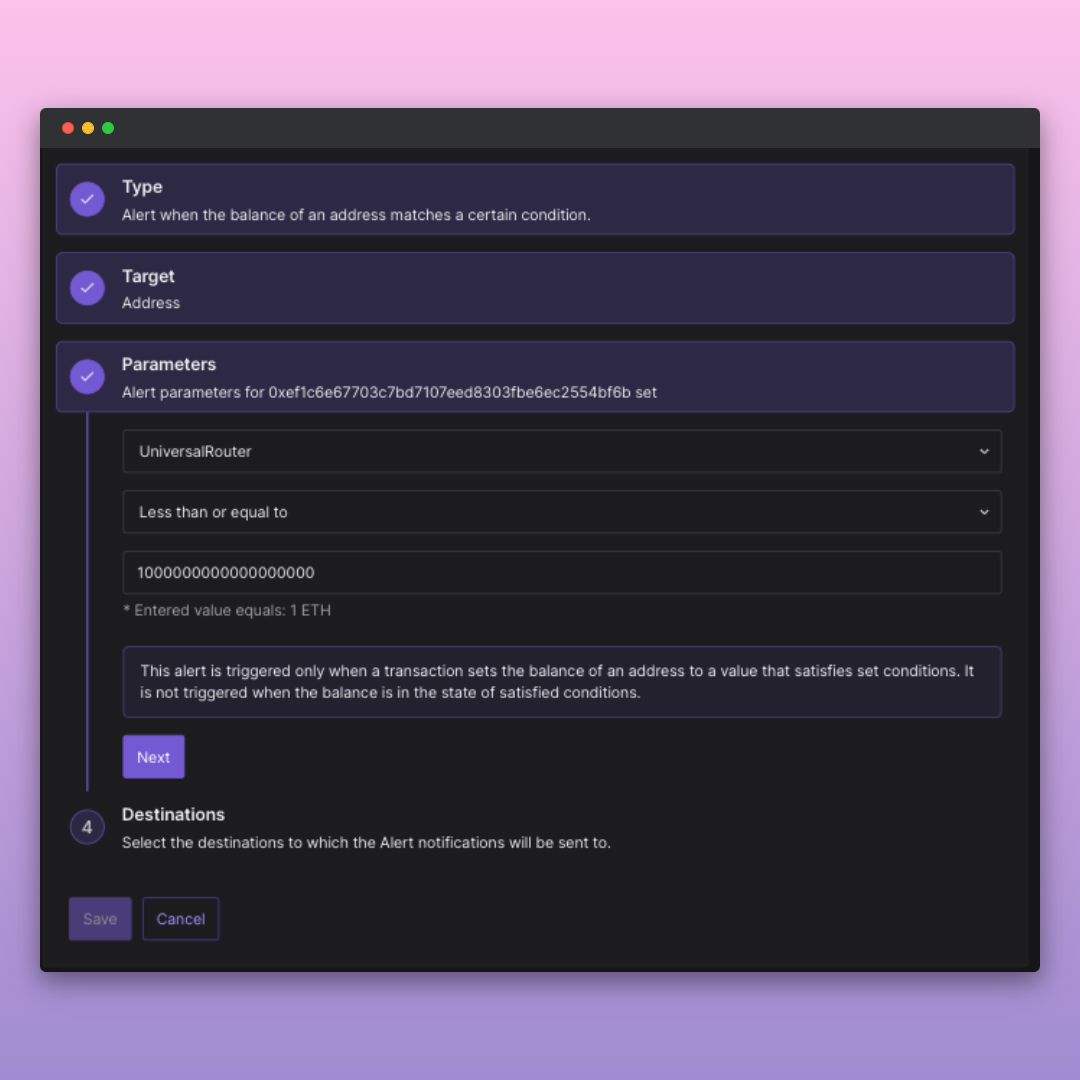 Type
Alert when the balance of an address matches a certain condition.
Target
Address
Parameters
Alert parameters for 0xef1c6e67703c7bd7107eed8303fbe6ec2554bf6b set
UniversalRouter
Less than or equal to
1000000000000000000
* Entered value equals: 1 ETH
This alert is triggered only when a transaction sets the balance of an address to a value that satisfies set conditions. It
is not triggered when the balance is in the state of satisfied conditions.
Next
4
Destinations
Select the destinations to which the Alert notifications will be sent to.
Save
Cancel